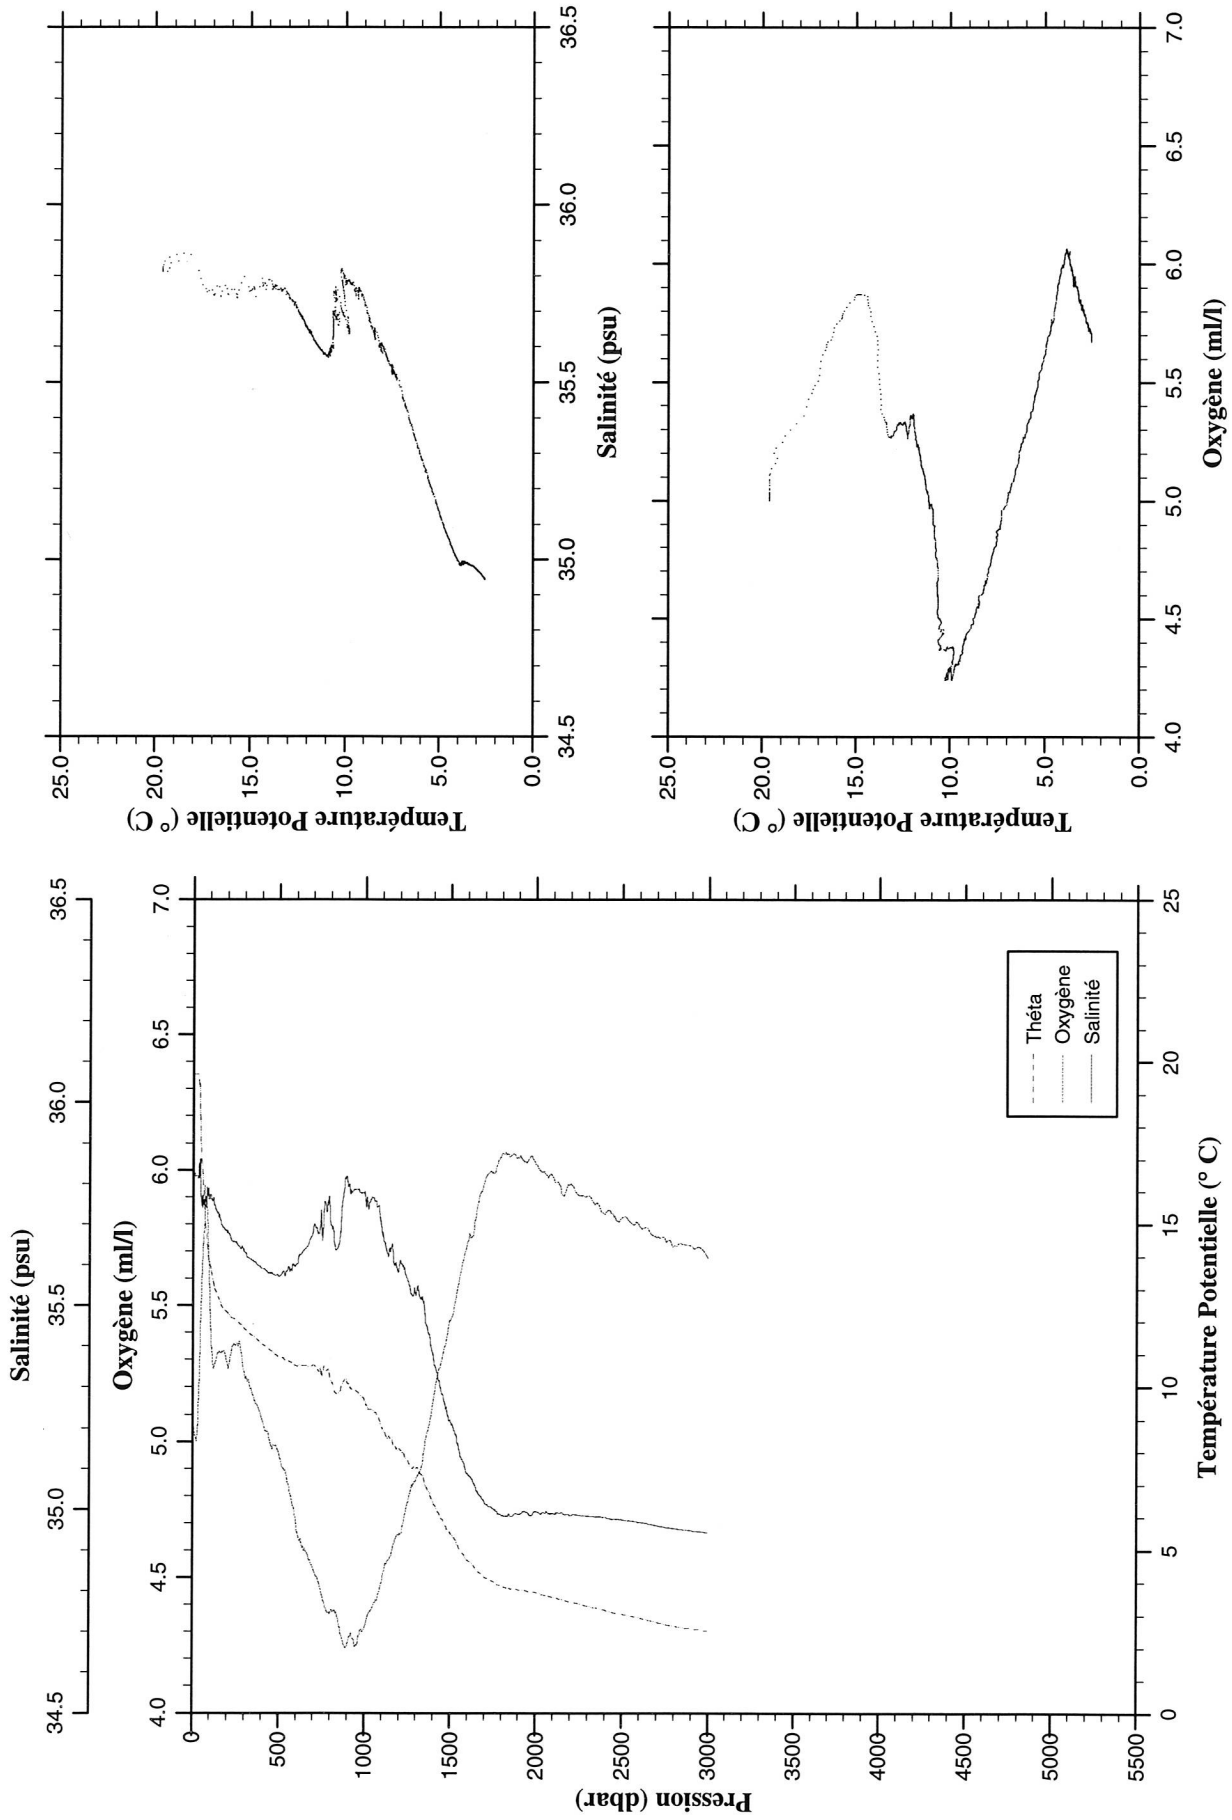 Salinité (psu)
34.5 35.0 35.5 36.0 36.5
Oxygène (ml/l)
4.0 4.5 5.0 5.5 6.0 6.5 7.0
Pression (dbar)
0
500
1000
1500
2000
2500
3000
3500
4000
4500
5000
5500
Théta
Oxygène
Salinité
0 5 10 15 20 25
Température Potentielle (° C)
Température Potentielle (° C)
25.0
20.0
15.0
10.0
5.0
0.0
34.5 35.0 35.5 36.0 36.5
Salinité (psu)
Température Potentielle (° C)
25.0
20.0
15.0
10.0
5.0
0.0
4.0 4.5 5.0 5.5 6.0 6.5 7.0
Oxygène (ml/l)